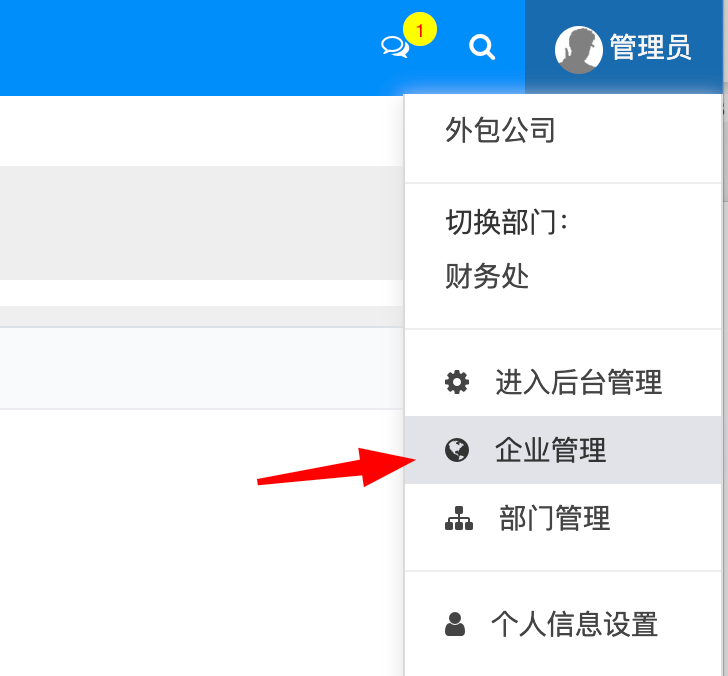 1
管理员
外包公司
切换部门：
财务处
进入后台管理
企业管理
部门管理
个人信息设置